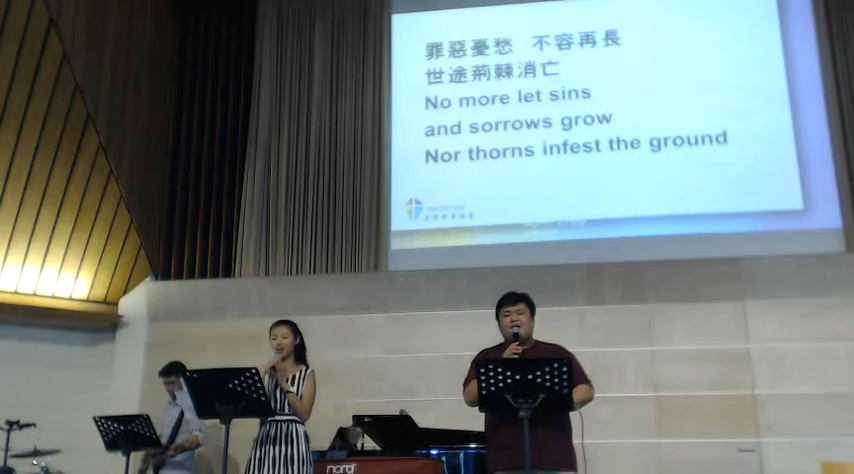 罪惡憂愁 不容再長
世途荊棘消亡
No more let sins
and sorrows grow
Nor thorns infest the ground
nord